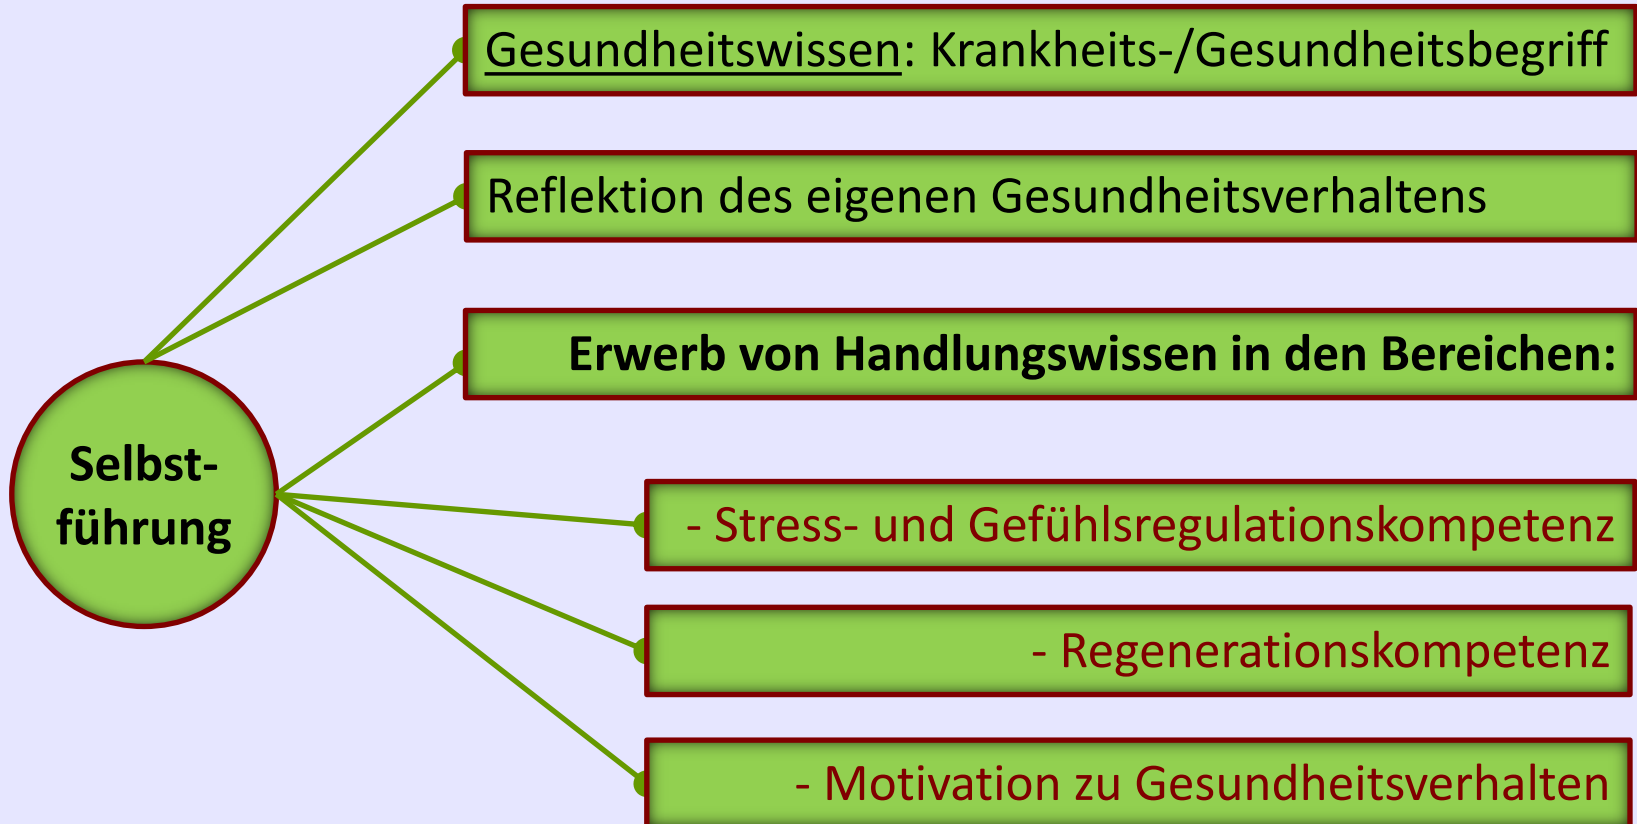 Gesundheitswissen: Krankheits-/Gesundheitsbegriff
Reflektion des eigenen Gesundheitsverhaltens
Erwerb von Handlungswissen in den Bereichen:
Selbst-
führung
- Stress- und Gefühlsregulationskompetenz
- Regenerationskompetenz
- Motivation zu Gesundheitsverhalten